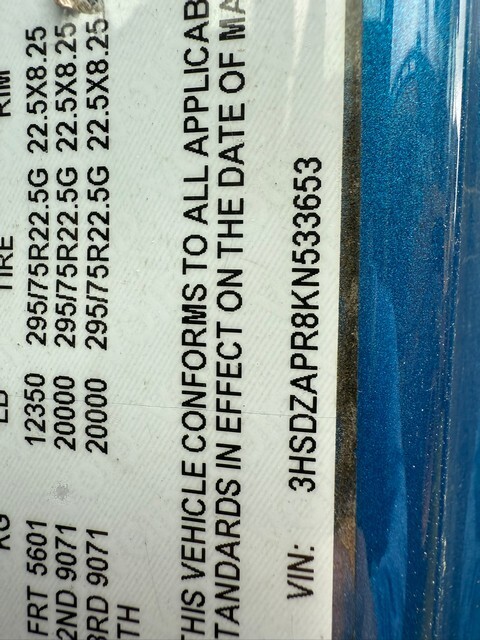 KG LB TIRE RIM
FRT 5601 12350 295/75R22.5G 22.5X8.25
2ND 9071 20000 295/75R22.5G 22.5X8.25
3RD 9071 20000 295/75R22.5G 22.5X8.25
TH
THIS VEHICLE CONFORMS TO ALL APPLICAB
TANDARDS IN EFFECT ON THE DATE OF MA
VIN: 3HSDZAPR8KN533653